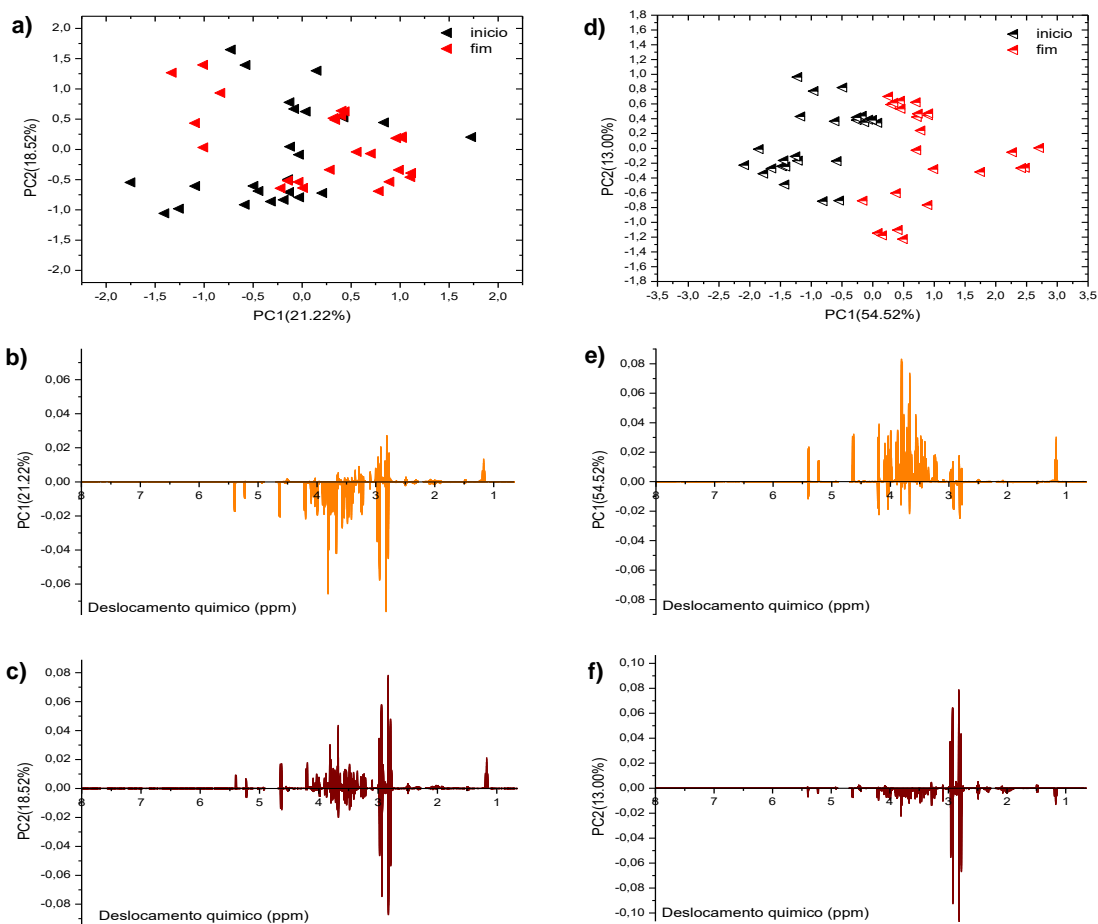 a)
2,0
1,5
1,0
0,5
0,0
-0,5
-1,0
-1,5
-2,0
PC2(18.52%)
inicio
fim
-2,0 -1,5 -1,0 -0,5 0,0 0,5 1,0 1,5 2,0
PC1(21.22%)
d)
1,8
1,6
1,4
1,2
1,0
0,8
0,6
0,4
0,2
-0,0
-0,2
-0,4
-0,6
-0,8
-1,0
-1,2
-1,4
-1,6
-1,8
PC2(13.00%)
inicio
fim
-3,5 -3,0 -2,5 -2,0 -1,5 -1,0 -0,5 0,0 0,5 1,0 1,5 2,0 2,5 3,0 3,5
PC1(54.52%)
b)
0,06
0,04
0,02
0,00
-0,02
-0,04
-0,06
PC1(21.22%)
8 7 6 5 4 3 2 1
Deslocamento quimico (ppm)
e)
0,08
0,06
0,04
0,02
0,00
-0,02
-0,04
-0,06
-0,08
PC1(54.52%)
8 7 6 5 4 3 2 1
Deslocamento quimico (ppm)
c)
0,08
0,06
0,04
0,02
0,00
-0,02
-0,04
-0,06
-0,08
PC2(18.52%)
8 7 6 5 4 3 2 1
Deslocamento quimico (ppm)
f)
0,10
0,08
0,06
0,04
0,02
0,00
-0,02
-0,04
-0,06
-0,08
-0,10
PC2(13.00%)
8 7 6 5 4 3 2 1
Deslocamento quimico (ppm)